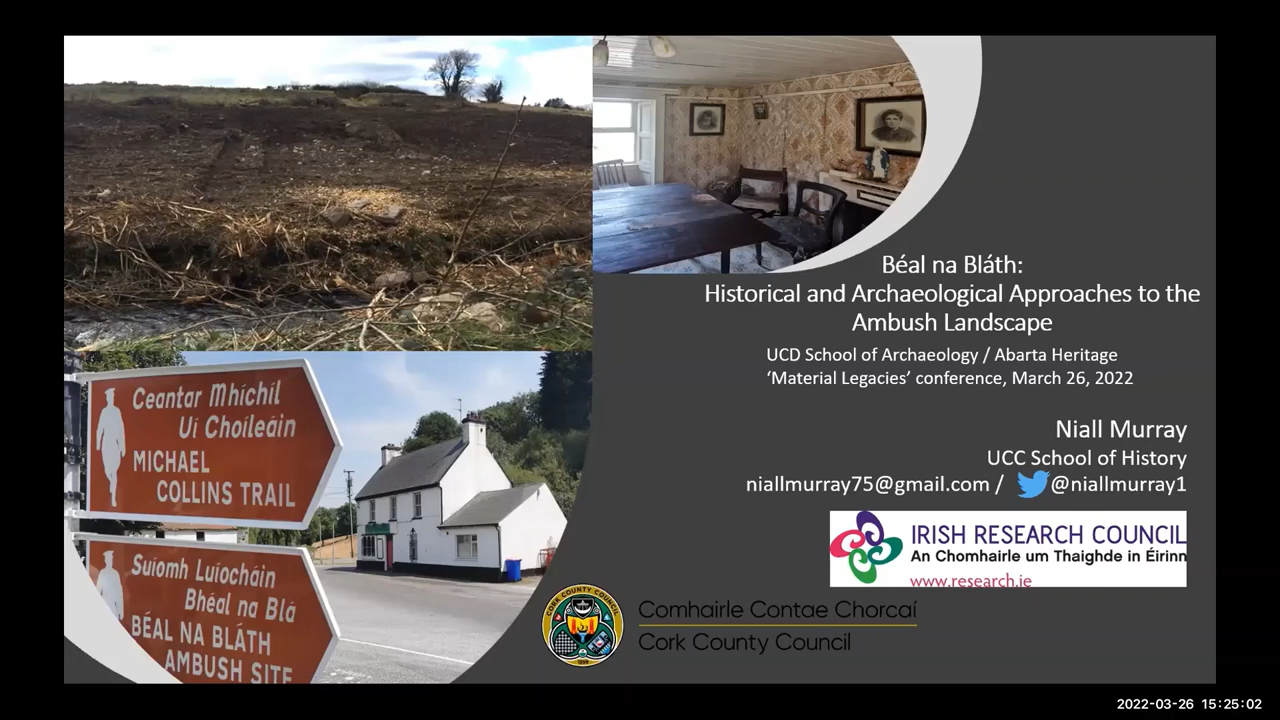 Béal na Bláth:
Historical and Archaeological Approaches to the
Ambush Landscape
UCD School of Archaeology / Abarta Heritage
‘Material Legacies’ conference, March 26, 2022
Niall Murray
UCC School of History
niallmurray75@gmail.com / @niallmurray1
IRISH RESEARCH COUNCIL
An Chomhairle um Thaighde in Éirinn
www.research.ie
CORK COUNTY COUNCIL
Comhairle Contae Chorcaí
Cork County Council
Ceantar Mhíchíl
Uí Choileáin
MICHAEL
COLLINS TRAIL
Suíomh Luíocháin
Bhéal na Blá
BÉAL NA BLÁTH
AMBUSH SITE
2022-03-26 15:25:02